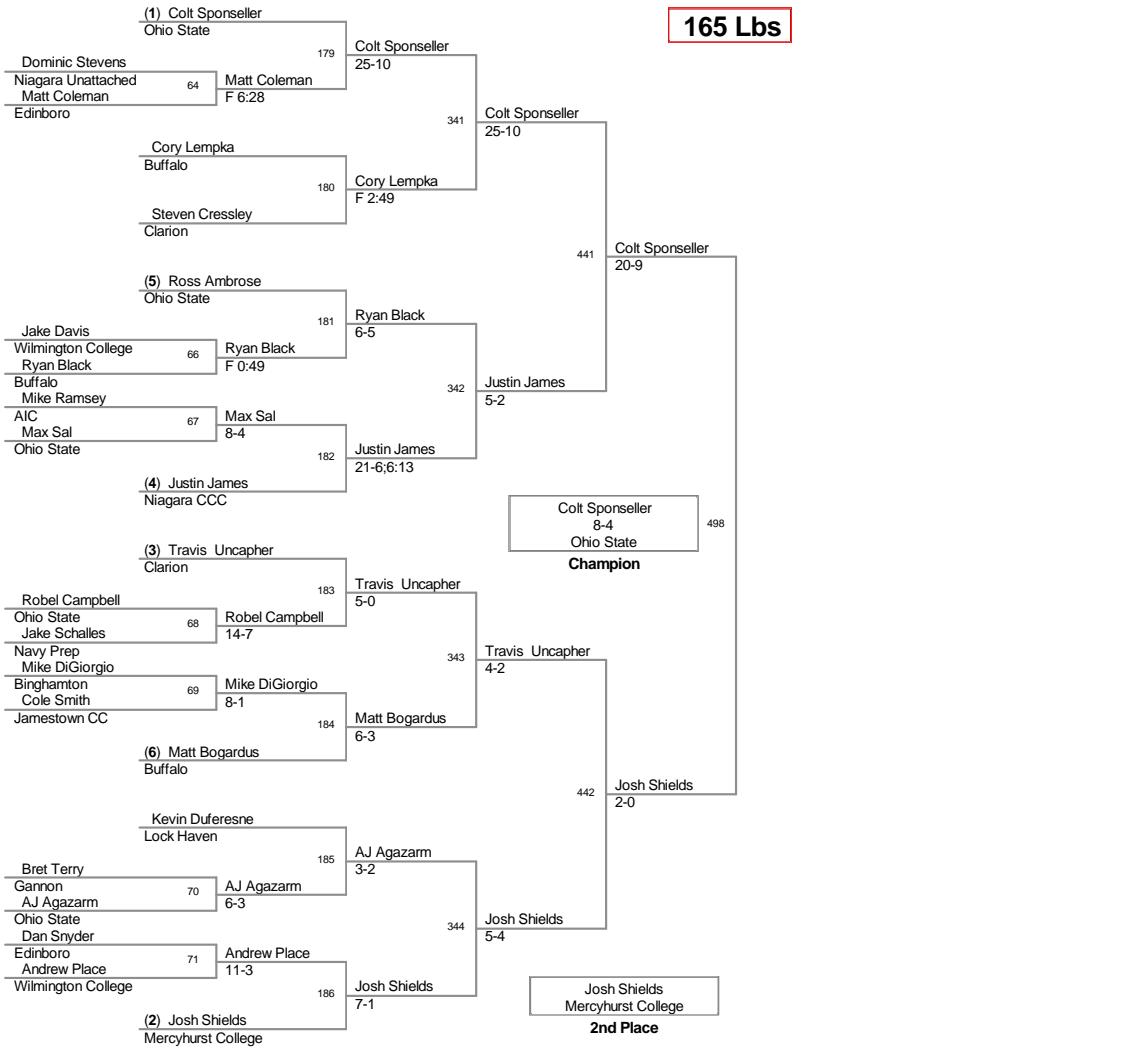 165 Lbs
(1) Colt Sponseller
Ohio State
179
Colt Sponseller
25-10
Dominic Stevens
Niagara Unattached
64
Matt Coleman
F 6:28
Matt Coleman
Edinboro
341
Colt Sponseller
25-10
Cory Lempka
Buffalo
180
Cory Lempka
F 2:49
Steven Cressley
Clarion
441
Colt Sponseller
20-9
(5) Ross Ambrose
Ohio State
181
Ryan Black
6-5
Jake Davis
Wilmington College
66
Ryan Black
F 0:49
Ryan Black
Buffalo
342
Justin James
5-2
Mike Ramsey
AIC
67
Max Sal
8-4
Max Sal
Ohio State
182
Justin James
21-6;6:13
(4) Justin James
Niagara CCC
Colt Sponseller
8-4
Ohio State
498
Champion
(3) Travis Uncapher
Clarion
183
Travis Uncapher
5-0
Robel Campbell
Ohio State
68
Robel Campbell
14-7
Jake Schalles
Navy Prep
343
Travis Uncapher
4-2
Mike DiGiorgio
Binghamton
69
Mike DiGiorgio
8-1
Cole Smith
Jamestown CC
184
Matt Bogardus
6-3
(6) Matt Bogardus
Buffalo
442
Josh Shields
2-0
Kevin Duferesne
Lock Haven
185
AJ Agazarm
3-2
Bret Terry
Gannon
70
AJ Agazarm
6-3
AJ Agazarm
Ohio State
344
Josh Shields
5-4
Dan Snyder
Edinboro
71
Andrew Place
11-3
Andrew Place
Wilmington College
186
Josh Shields
7-1
(2) Josh Shields
Mercyhurst College
Josh Shields
Mercyhurst College
2nd Place